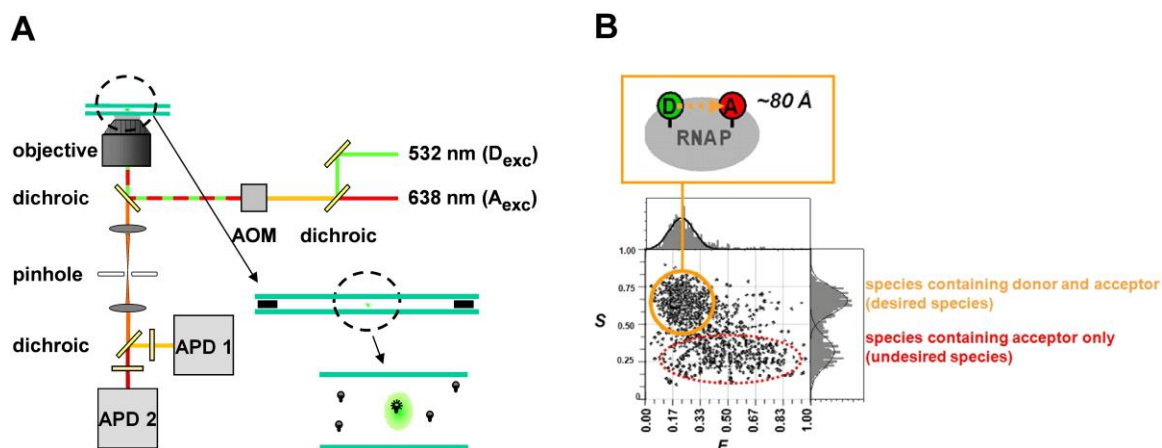 A
objective
dichroic
pinhole
dichroic
APD 1
APD 2
AOM
dichroic
532 nm (Dexc)
638 nm (Aexc)
B
D
A
~80 Å
RNAP
1.00
0.75
0.50
0.25
0
S
0.00
0.17
0.33
0.50
0.67
0.83
1.00
E
species containing donor and acceptor
(desired species)
species containing acceptor only
(undesired species)